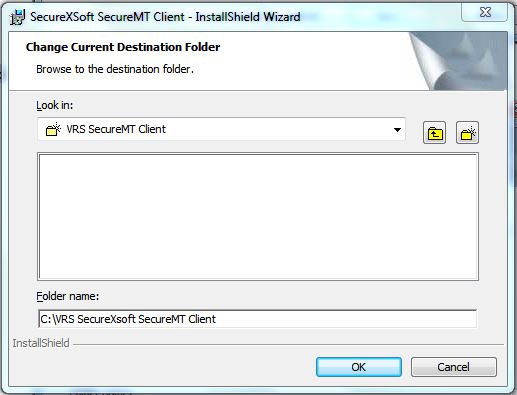 SecureXSoft SecureMT Client - InstallShield Wizard
Change Current Destination Folder
Browse to the destination folder.
Look in:
VRS SecureMT Client
Folder name:
C:\VRS SecureXsoft SecureMT Client
InstallShield
OK
Cancel